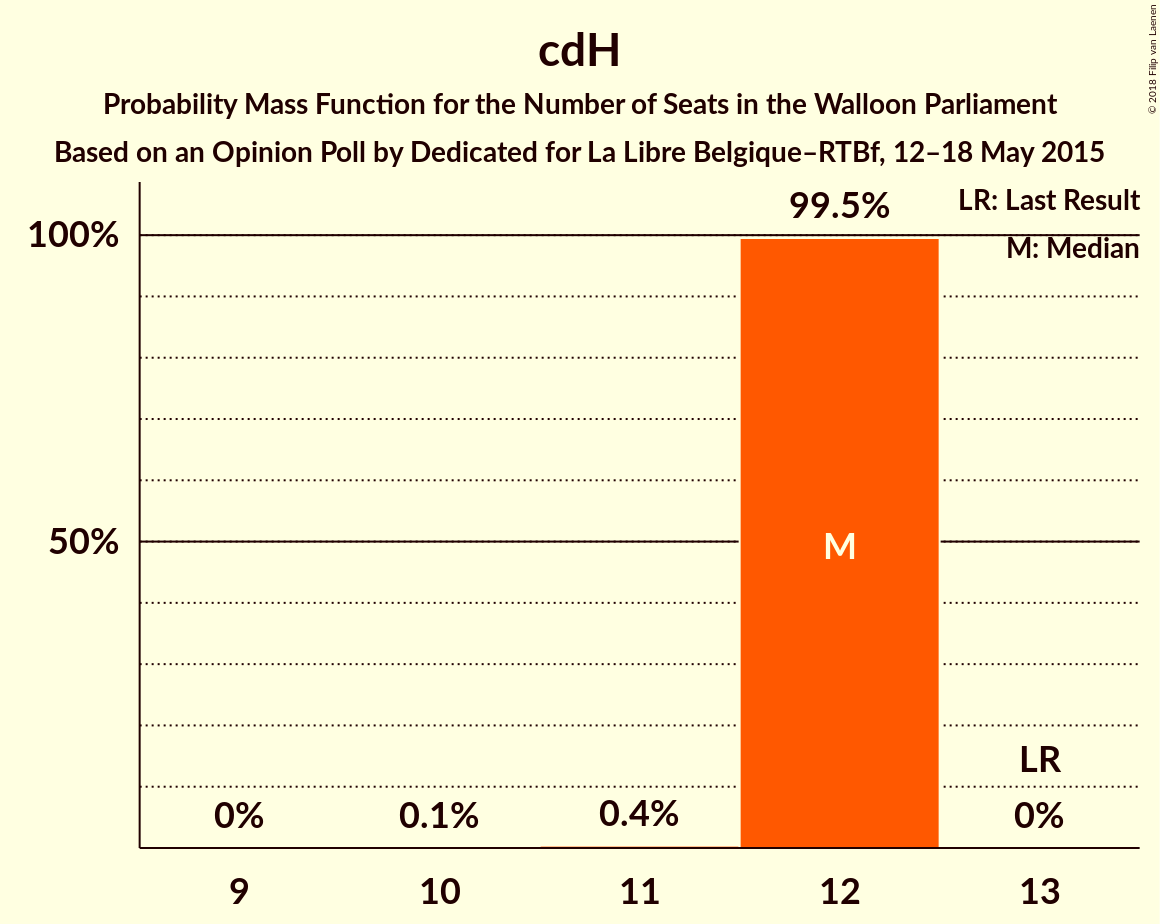 cdH
Probability Mass Function for the Number of Seats in the Walloon Parliament
Based on an Opinion Poll by Dedicated for La Libre Belgique–RTBf, 12–18 May 2015
© 2018 Filip van Laenen
LR: Last Result
M: Median
100%
50%
0%
0.1%
0.4%
99.5%
M
LR
0%
9
10
11
12
13